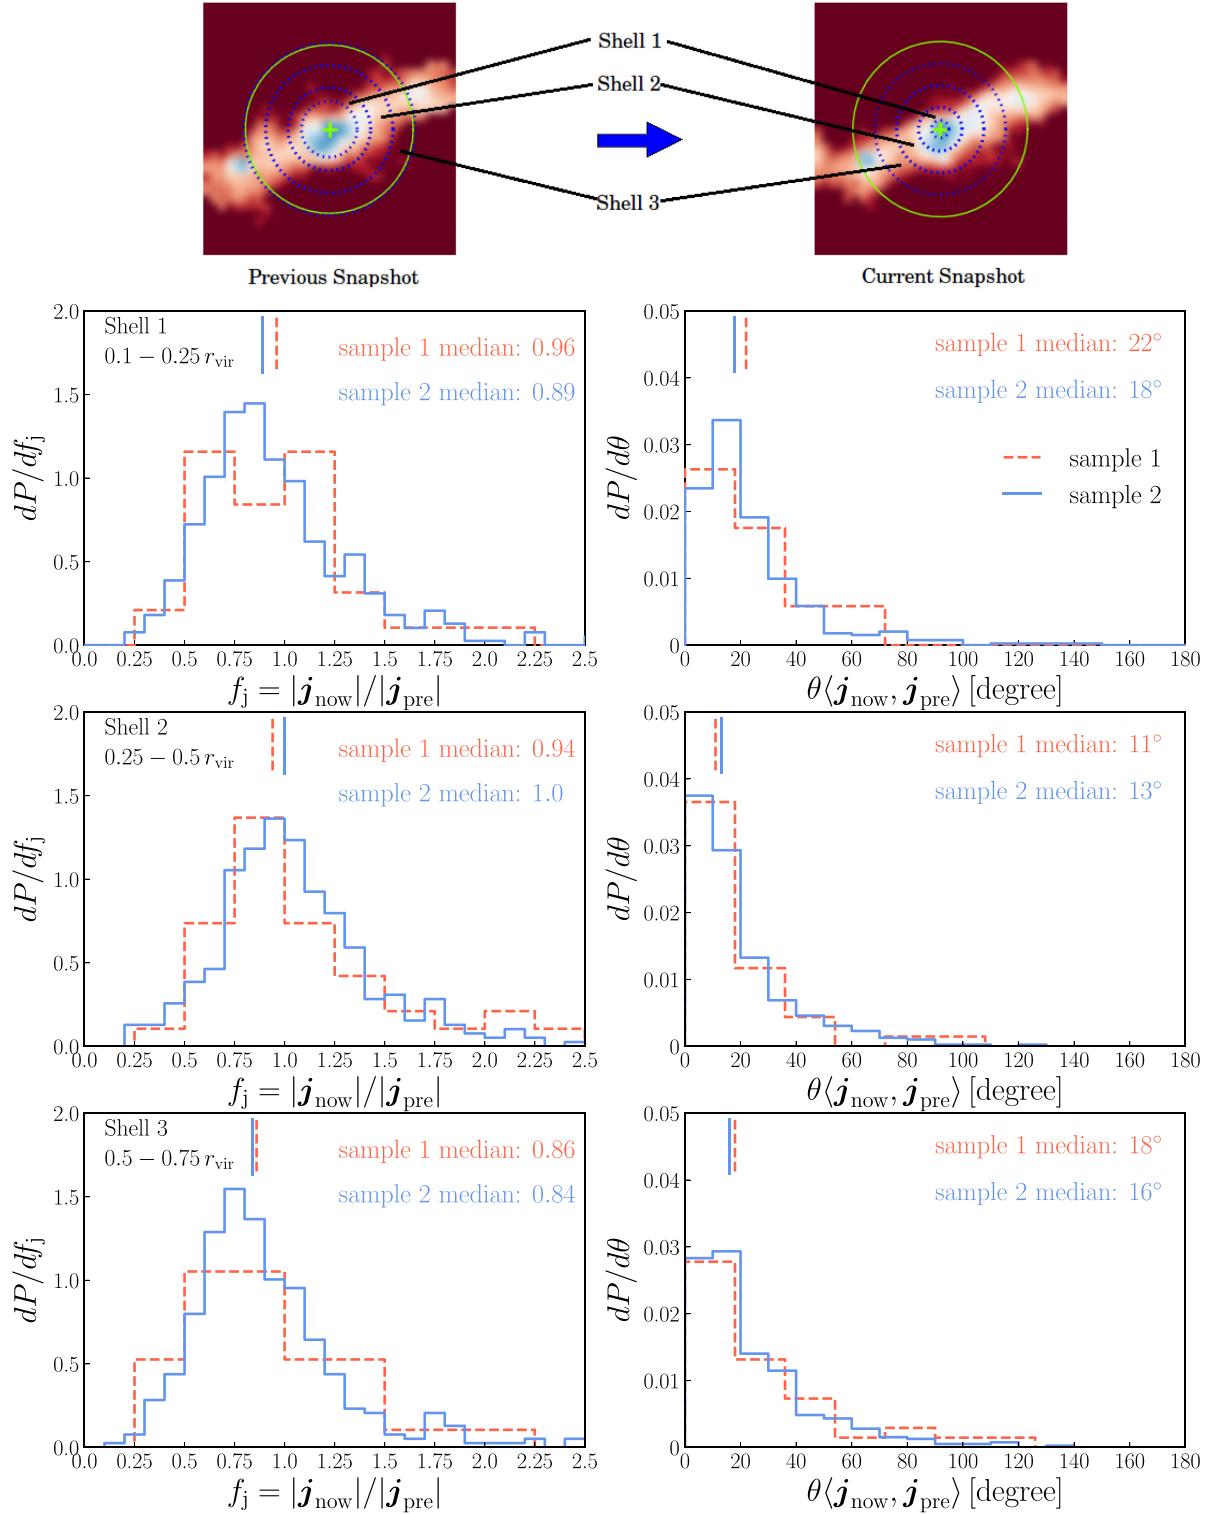 Shell 1
Shell 2
Shell 3
Previous Snapshot
Current Snapshot
Shell 1
0.1 − 0.25 r_vir
sample 1 median: 0.96
sample 2 median: 0.89
2.0
1.5
1.0
0.5
0.0
dP/df_j
0.0 0.25 0.5 0.75 1.0 1.25 1.5 1.75 2.0 2.25 2.5
f_j = |j_now|/|j_pre|
sample 1 median: 22°
sample 2 median: 18°
sample 1
sample 2
0.05
0.04
0.03
0.02
0.01
0
dP/dθ
0 20 40 60 80 100 120 140 160 180
θ⟨j_now, j_pre⟩ [degree]
Shell 2
0.25 − 0.5 r_vir
sample 1 median: 0.94
sample 2 median: 1.0
2.0
1.5
1.0
0.5
0.0
dP/df_j
0.0 0.25 0.5 0.75 1.0 1.25 1.5 1.75 2.0 2.25 2.5
f_j = |j_now|/|j_pre|
sample 1 median: 11°
sample 2 median: 13°
0.05
0.04
0.03
0.02
0.01
0
dP/dθ
0 20 40 60 80 100 120 140 160 180
θ⟨j_now, j_pre⟩ [degree]
Shell 3
0.5 − 0.75 r_vir
sample 1 median: 0.86
sample 2 median: 0.84
2.0
1.5
1.0
0.5
0.0
dP/df_j
0.0 0.25 0.5 0.75 1.0 1.25 1.5 1.75 2.0 2.25 2.5
f_j = |j_now|/|j_pre|
sample 1 median: 18°
sample 2 median: 16°
0.05
0.04
0.03
0.02
0.01
0
dP/dθ
0 20 40 60 80 100 120 140 160 180
θ⟨j_now, j_pre⟩ [degree]